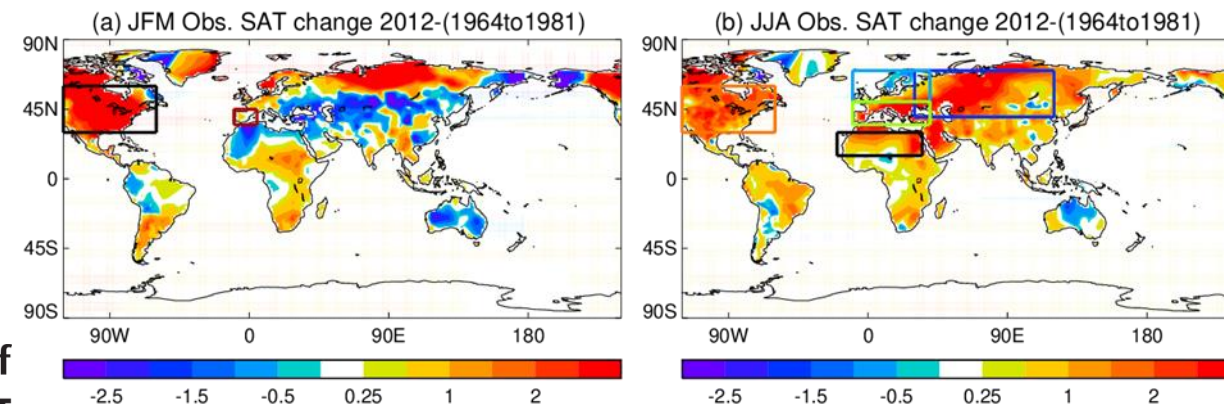 (a) JFM Obs. SAT change 2012-(1964to1981)
90N
45N
0
45S
90S
90W 0 90E 180
-2.5 -1.5 -0.5 0.25 1 2
(b) JJA Obs. SAT change 2012-(1964to1981)
90N
45N
0
45S
90S
90W 0 90E 180
-2.5 -1.5 -0.5 0.25 1 2
f